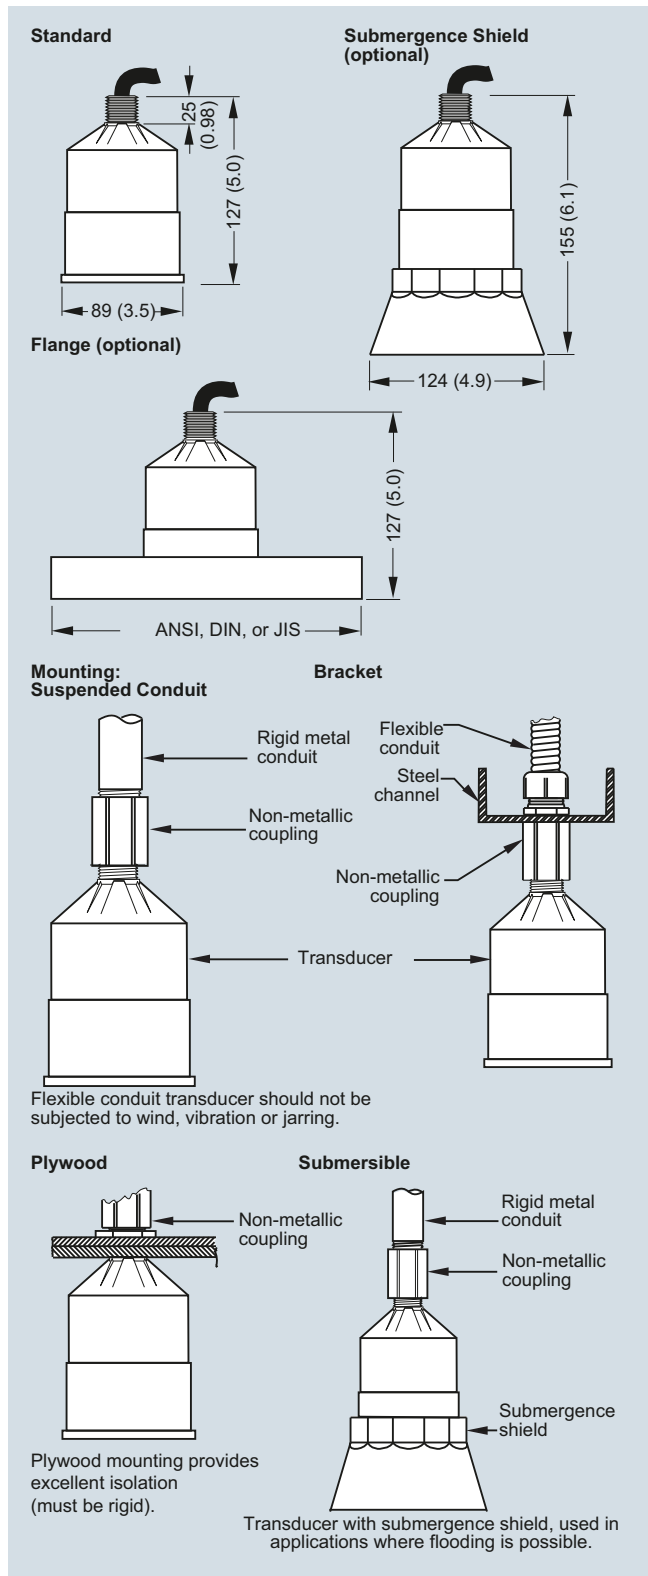 Standard
Submergence Shield
(optional)
25
(0.98)
127 (5.0)
89 (3.5)
155 (6.1)
124 (4.9)
Flange (optional)
127 (5.0)
ANSI, DIN, or JIS
Mounting:
Suspended Conduit
Rigid metal
conduit
Non-metallic
coupling
Bracket
Flexible
conduit
Steel
channel
Non-metallic
coupling
Transducer
Flexible conduit transducer should not be
subjected to wind, vibration or jarring.
Plywood
Non-metallic
coupling
Plywood mounting provides
excellent isolation
(must be rigid).
Submersible
Rigid metal
conduit
Non-metallic
coupling
Submergence
shield
Transducer with submergence shield, used in
applications where flooding is possible.